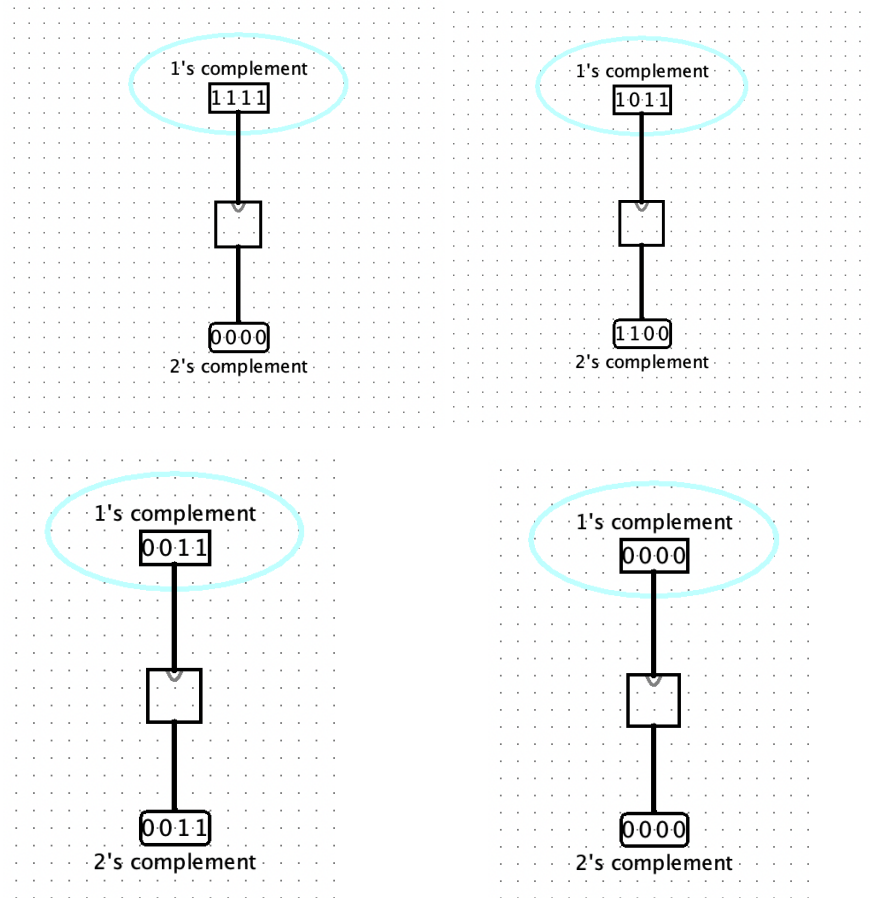 1's complement
1111
0000
2's complement
1's complement
1011
1100
2's complement
1's complement
0011
0011
2's complement
1's complement
0000
0000
2's complement